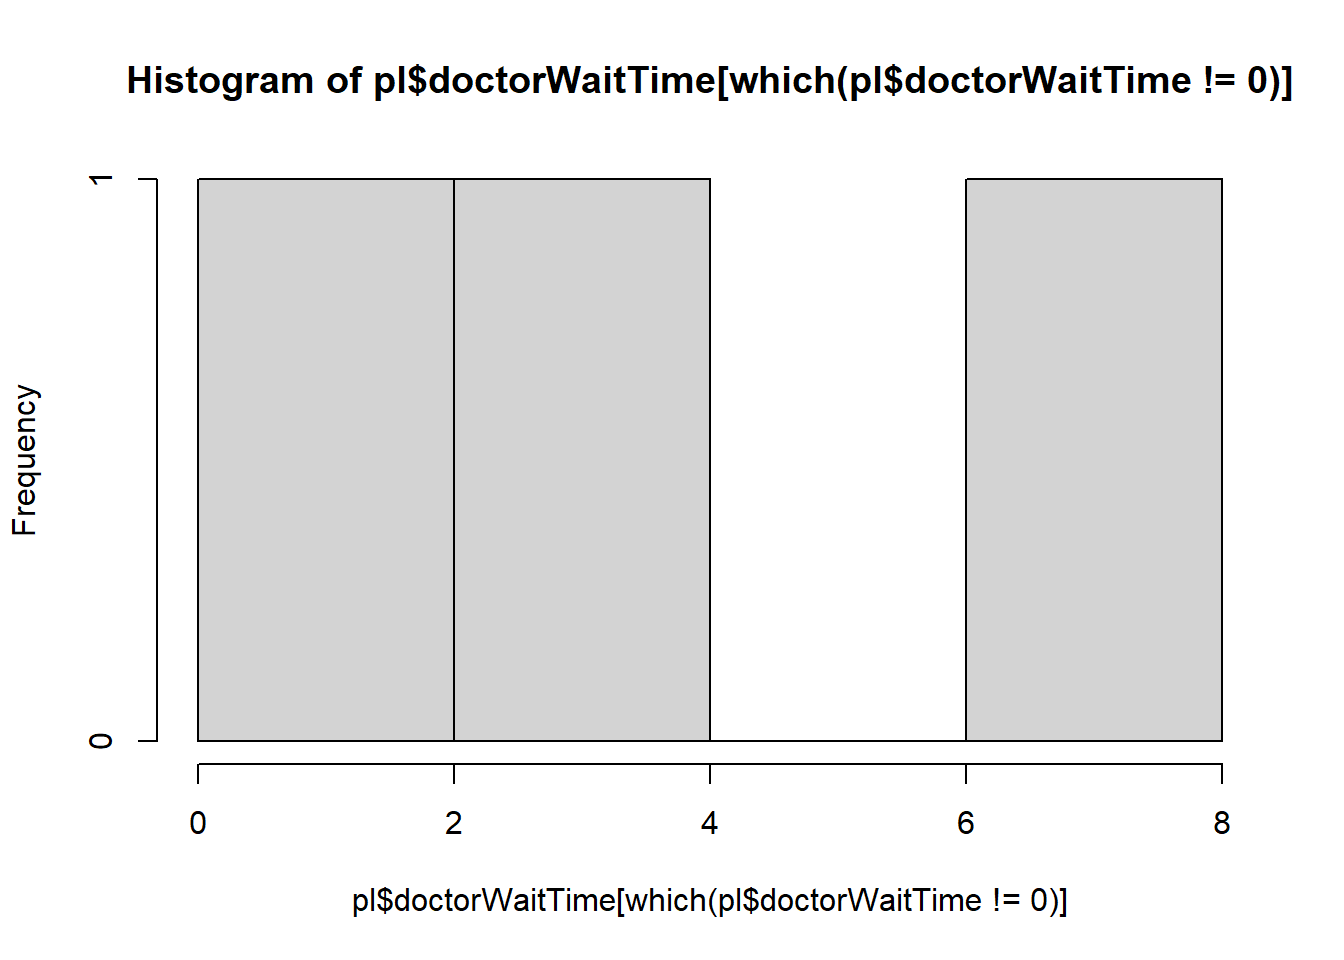 Histogram of pl$doctorWaitTime[which(pl$doctorWaitTime != 0)]
1
Frequency
0
0 2 4 6 8
pl$doctorWaitTime[which(pl$doctorWaitTime != 0)]